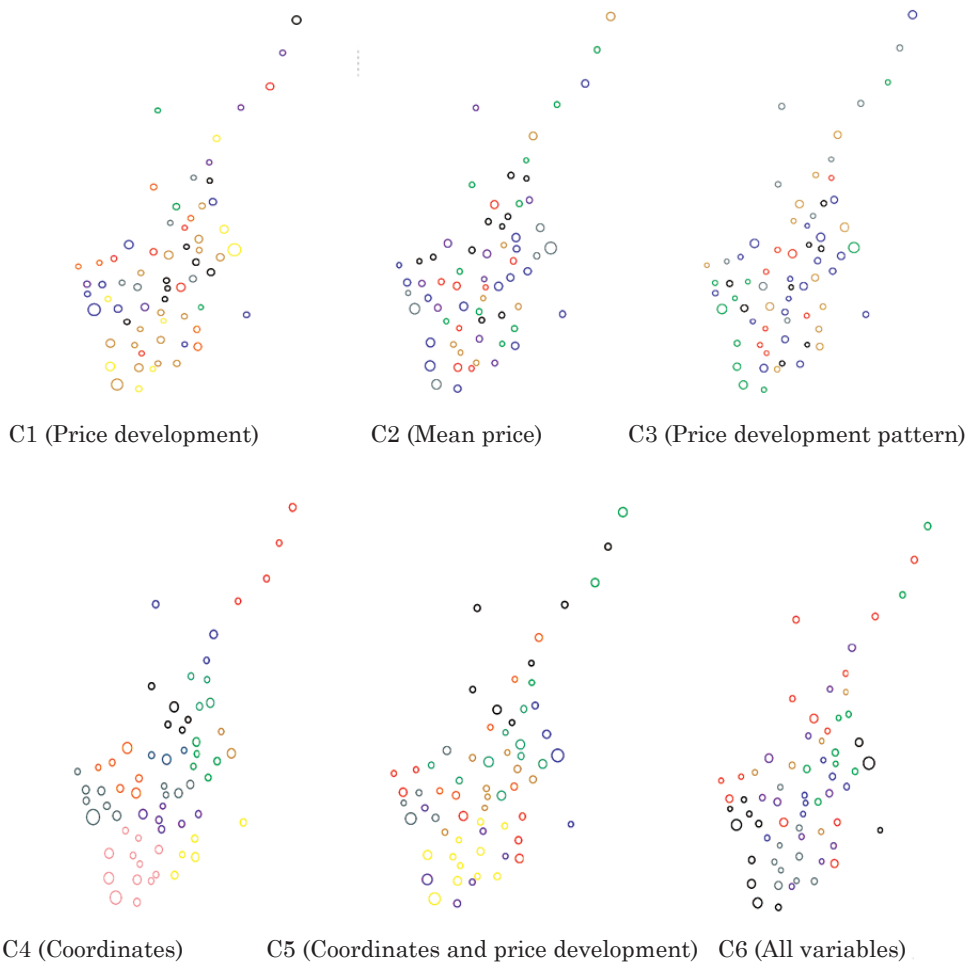 C1 (Price development)
C2 (Mean price)
C3 (Price development pattern)
C4 (Coordinates)
C5 (Coordinates and price development)
C6 (All variables)